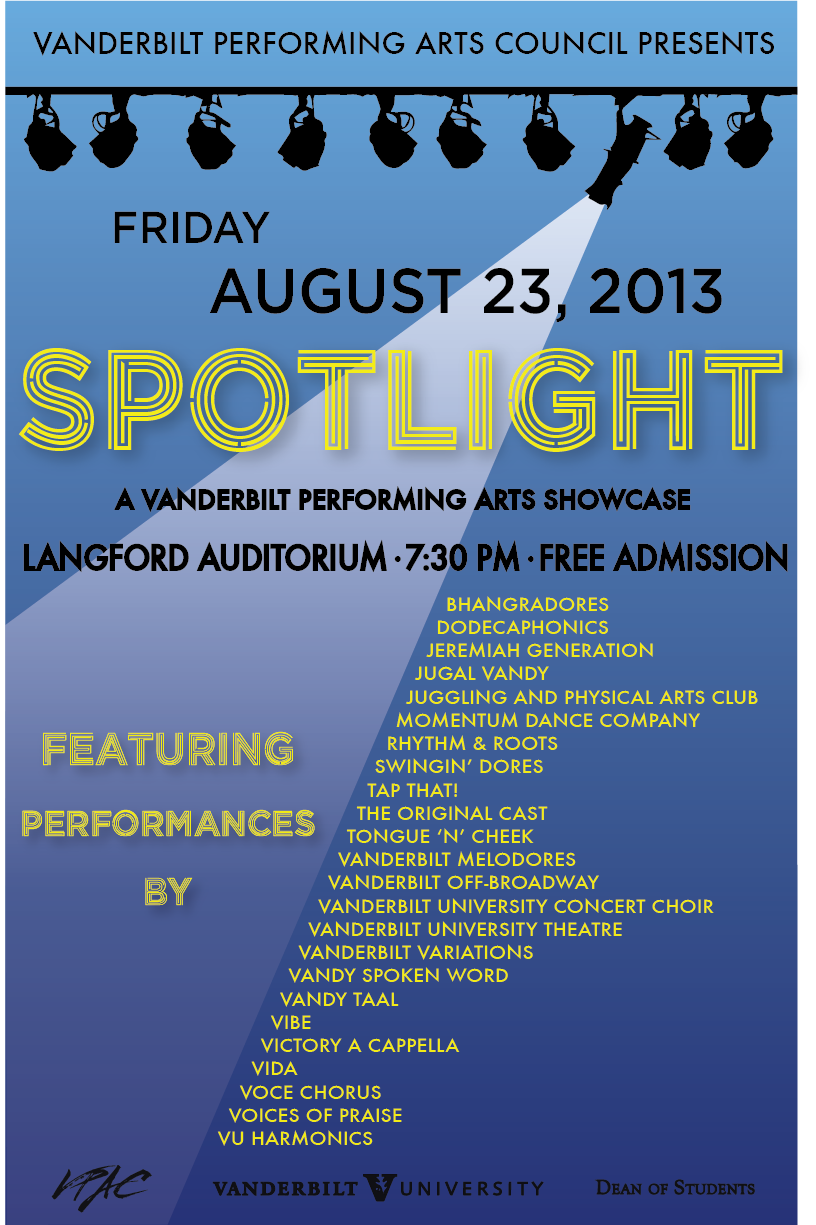 VANDERBILT PERFORMING ARTS COUNCIL PRESENTS
FRIDAY
AUGUST 23, 2013
SPOTLIGHT
A VANDERBILT PERFORMING ARTS SHOWCASE
LANGFORD AUDITORIUM · 7:30 PM · FREE ADMISSION
FEATURING
PERFORMANCES
BY
BHANGRADORES
DODECAPHONICS
JEREMIAH GENERATION
JUGAL VANDY
JUGGLING AND PHYSICAL ARTS CLUB
MOMENTUM DANCE COMPANY
RHYTHM & ROOTS
SWINGIN’ DORES
TAP THAT!
THE ORIGINAL CAST
TONGUE ‘N’ CHEEK
VANDERBILT MELODORES
VANDERBILT OFF-BROADWAY
VANDERBILT UNIVERSITY CONCERT CHOIR
VANDERBILT UNIVERSITY THEATRE
VANDERBILT VARIATIONS
VANDY SPOKEN WORD
VANDY TAAL
VIBE
VICTORY A CAPPELLA
VIDA
VOCE CHORUS
VOICES OF PRAISE
VU HARMONICS
VPAC
VANDERBILT V UNIVERSITY
DEAN OF STUDENTS